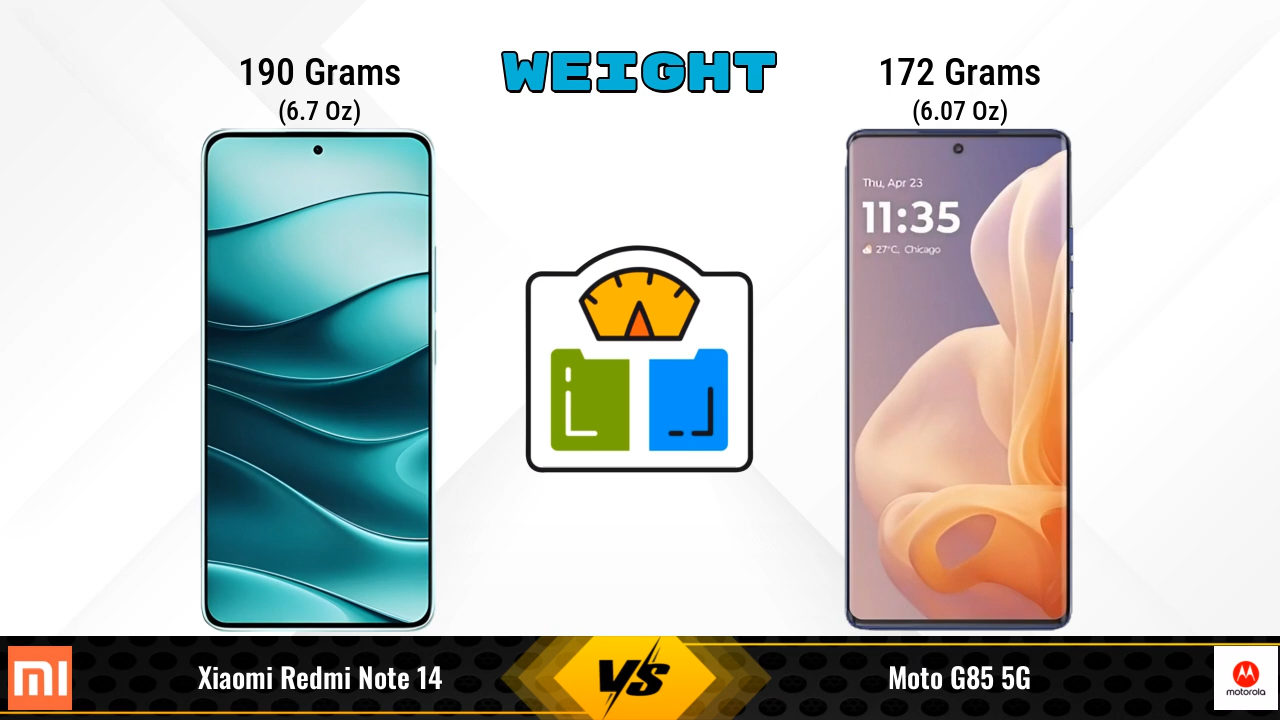 WEIGHT
190 Grams
(6.7 Oz)
172 Grams
(6.07 Oz)
Thu, Apr 23
11:35
27°C, Chicago
Xiaomi Redmi Note 14
VS
Moto G85 5G
motorola